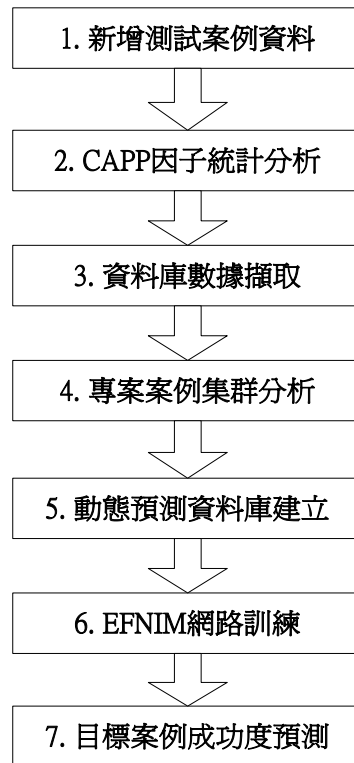 1. 新增測試案例資料
2. CAPP因子統計分析
3. 資料庫數據擷取
4. 專案案例集群分析
5. 動態預測資料庫建立
6. EFNIM網路訓練
7. 目標案例成功度預測